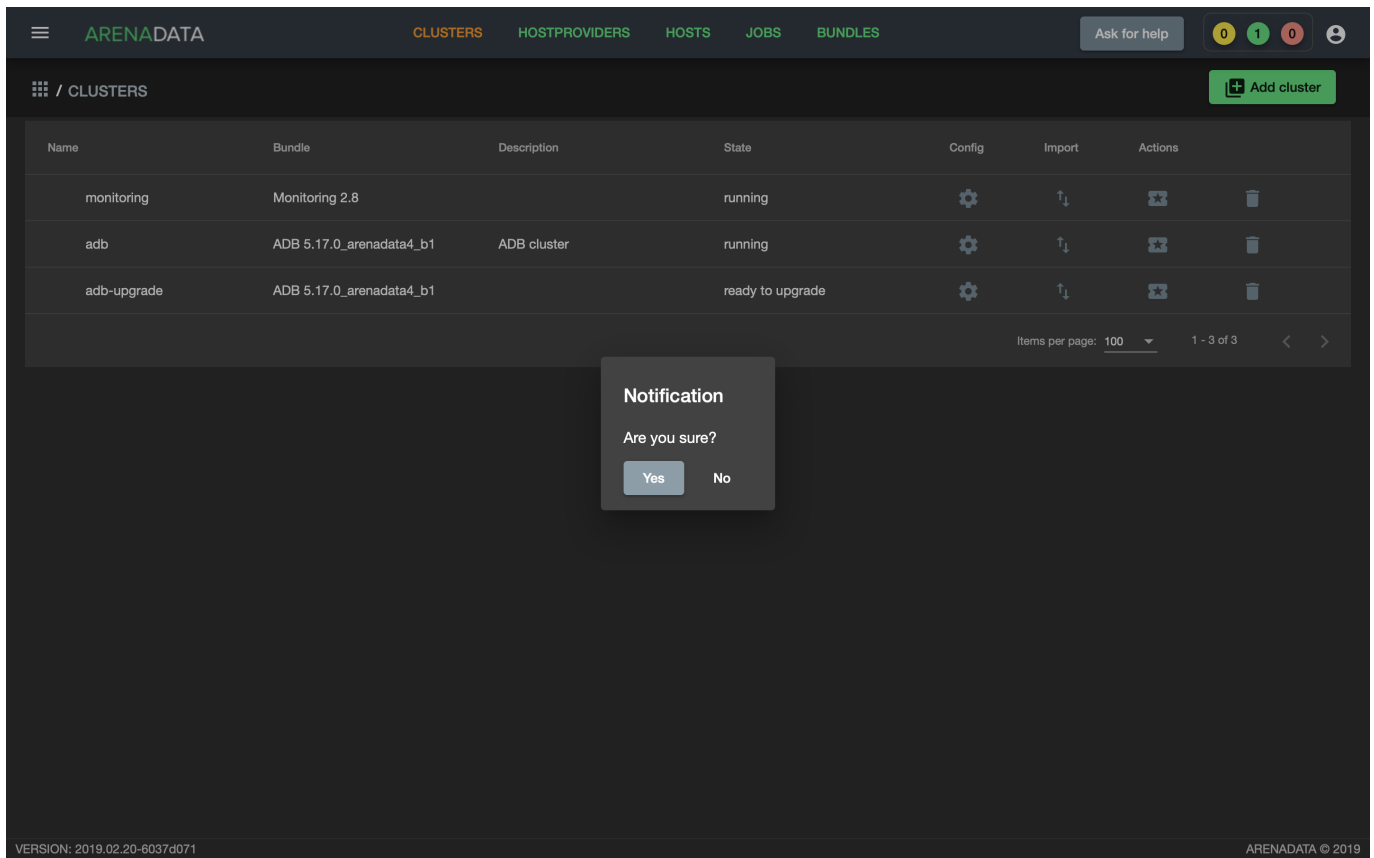 ARENADATA CLUSTERS HOSTPROVIDERS HOSTS JOBS BUNDLES Ask for help 0 1 0
/ CLUSTERS Add cluster
Name Bundle Description State Config Import Actions
monitoring Monitoring 2.8 running
adb ADB 5.17.0_arenadata4_b1 ADB cluster running
adb-upgrade ADB 5.17.0_arenadata4_b1 ready to upgrade
Items per page: 100 1 - 3 of 3
Notification
Are you sure?
Yes No
VERSION: 2019.02.20-6037d071 ARENADATA © 2019